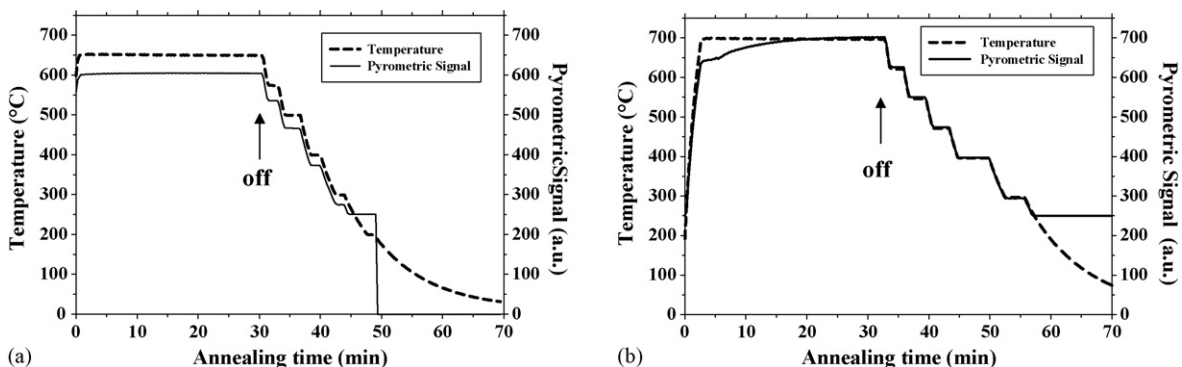 700
600
500
400
300
200
100
0
Temperature (°C)
700
600
500
400
300
200
100
0
PyrometricSignal (a.u.)
Temperature
Pyrometric Signal
off
0 10 20 30 40 50 60 70
Annealing time (min)
(a)
700
600
500
400
300
200
100
0
Temperature (°C)
700
600
500
400
300
200
100
0
Pyrometric Signal (a.u.)
Temperature
Pyrometric Signal
off
0 10 20 30 40 50 60 70
Annealing time (min)
(b)